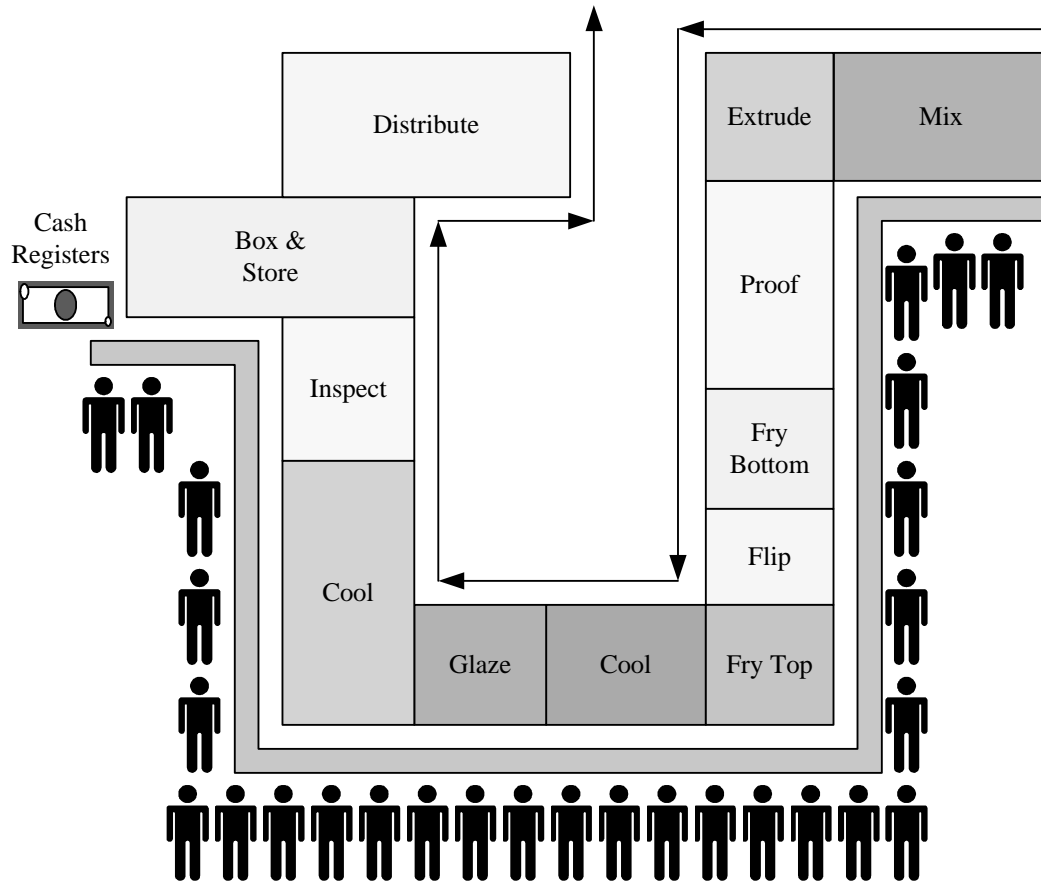 Distribute
Extrude
Mix
Cash
Registers
Box &
Store
Proof
Inspect
Fry
Bottom
Flip
Cool
Glaze
Cool
Fry Top